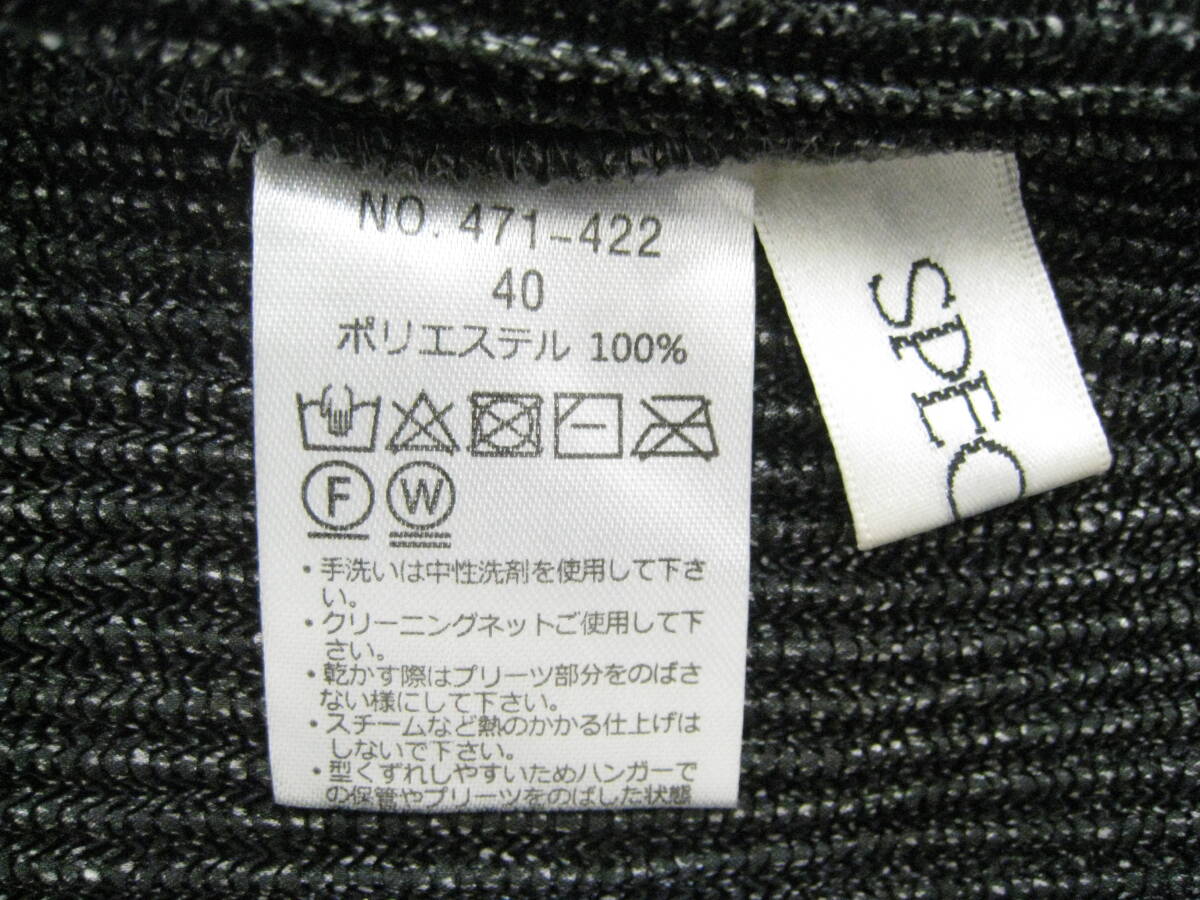 NO. 471-422
40
ポリエステル 100%
F W
・手洗いは中性洗剤を使用して下さ
い。
・クリーニングネットご使用して下
さい。
・乾かす際はプリーツ部分をのばさ
ない様にして下さい。
・スチームなど熱のかかる仕上げは
しないで下さい。
・型くずれしやすいためハンガーで
の保管やプリーツをのばした状態
SPEC